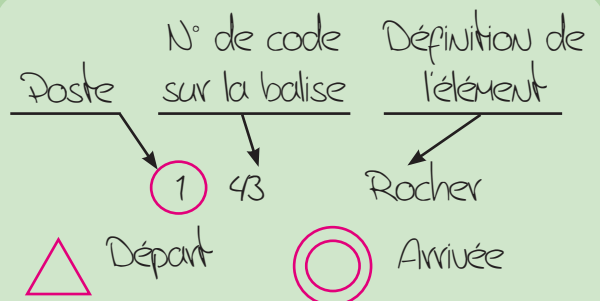 N° de code Définition de
Poste sur la balise l'élément
1 43 Rocher
Départ Arrivée